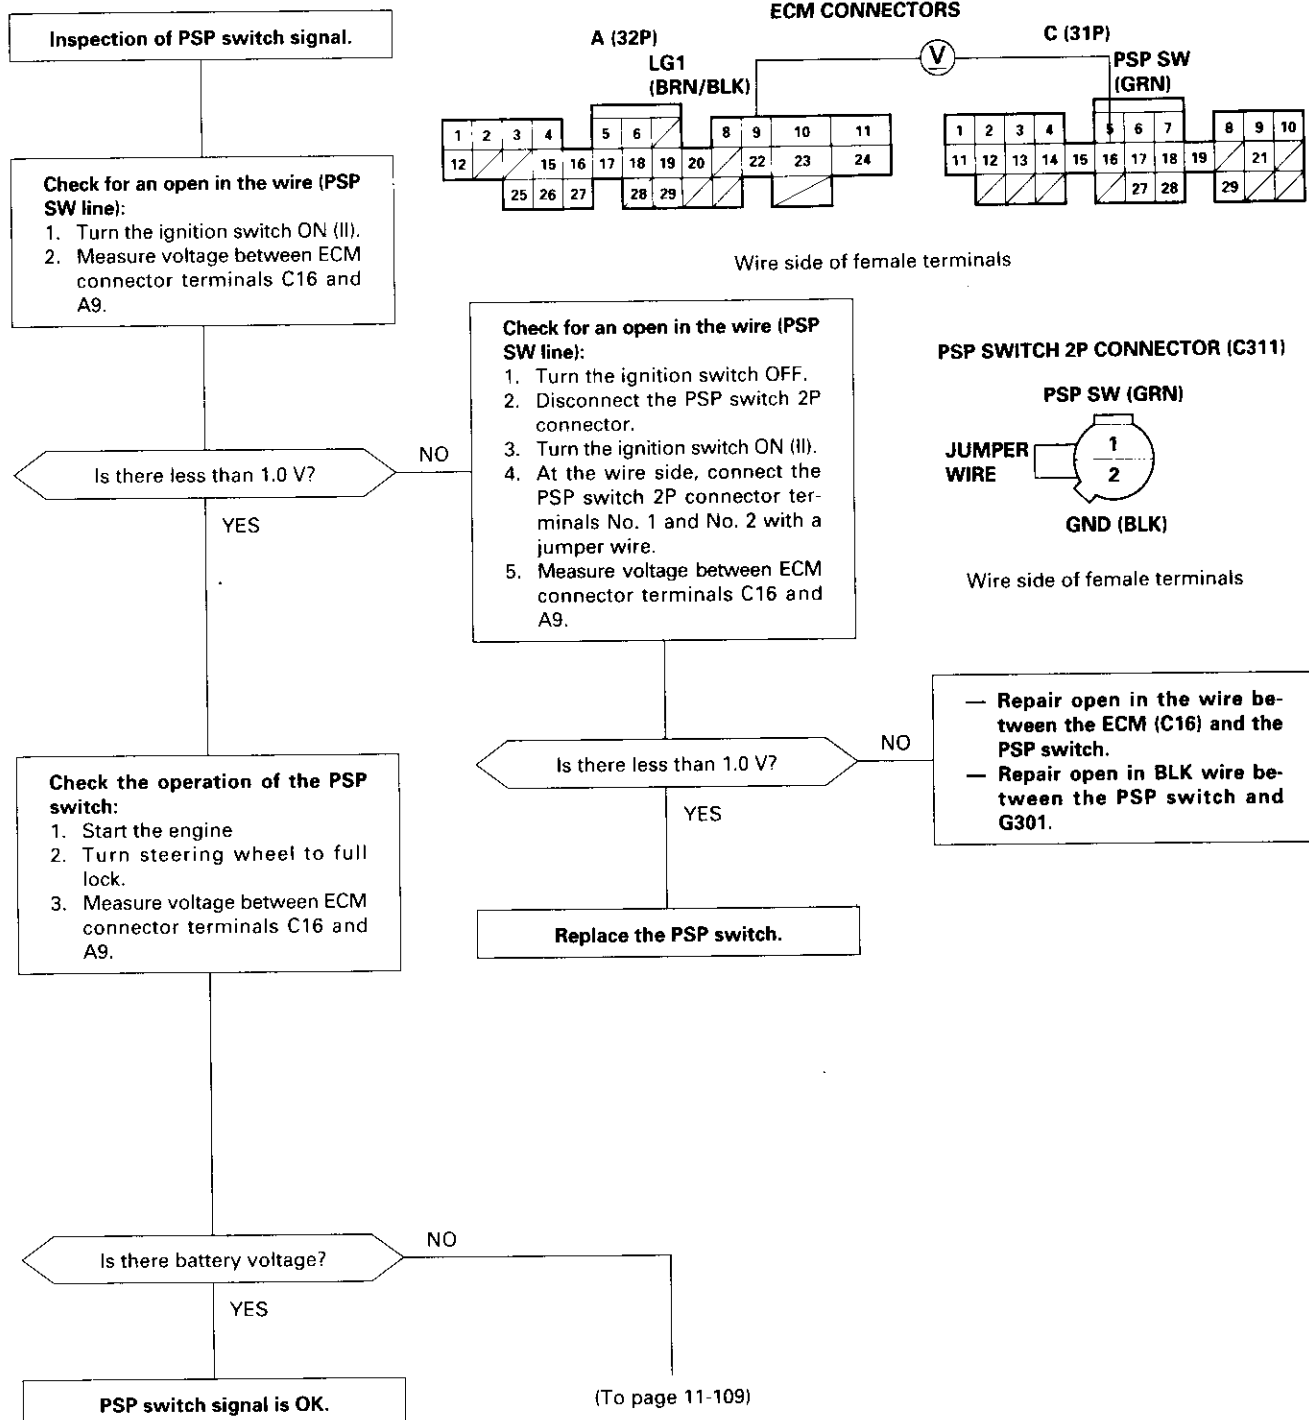 ECM CONNECTORS
Inspection of PSP switch signal.
A (32P)
C (31P)
LG1
(BRN/BLK)
V
PSP SW
(GRN)
1 2 3 4 5 6 8 9 10 11
12 15 16 17 18 19 20 22 23 24
25 26 27 28 29
1 2 3 4 5 6 7 8 9 10
11 12 13 14 15 16 17 18 19 21
27 28 29
Wire side of female terminals
Check for an open in the wire (PSP
SW line):
1. Turn the ignition switch ON (II).
2. Measure voltage between ECM
connector terminals C16 and
A9.
Is there less than 1.0 V?
NO
YES
Check for an open in the wire (PSP
SW line):
1. Turn the ignition switch OFF.
2. Disconnect the PSP switch 2P
connector.
3. Turn the ignition switch ON (II).
4. At the wire side, connect the
PSP switch 2P connector ter-
minals No. 1 and No. 2 with a
jumper wire.
5. Measure voltage between ECM
connector terminals C16 and
A9.
PSP SWITCH 2P CONNECTOR (C311)
PSP SW (GRN)
JUMPER
WIRE
1
2
GND (BLK)
Wire side of female terminals
Is there less than 1.0 V?
NO
YES
— Repair open in the wire be-
tween the ECM (C16) and the
PSP switch.
— Repair open in BLK wire be-
tween the PSP switch and
G301.
Replace the PSP switch.
Check the operation of the PSP
switch:
1. Start the engine
2. Turn steering wheel to full
lock.
3. Measure voltage between ECM
connector terminals C16 and
A9.
Is there battery voltage?
NO
YES
PSP switch signal is OK.
(To page 11-109)